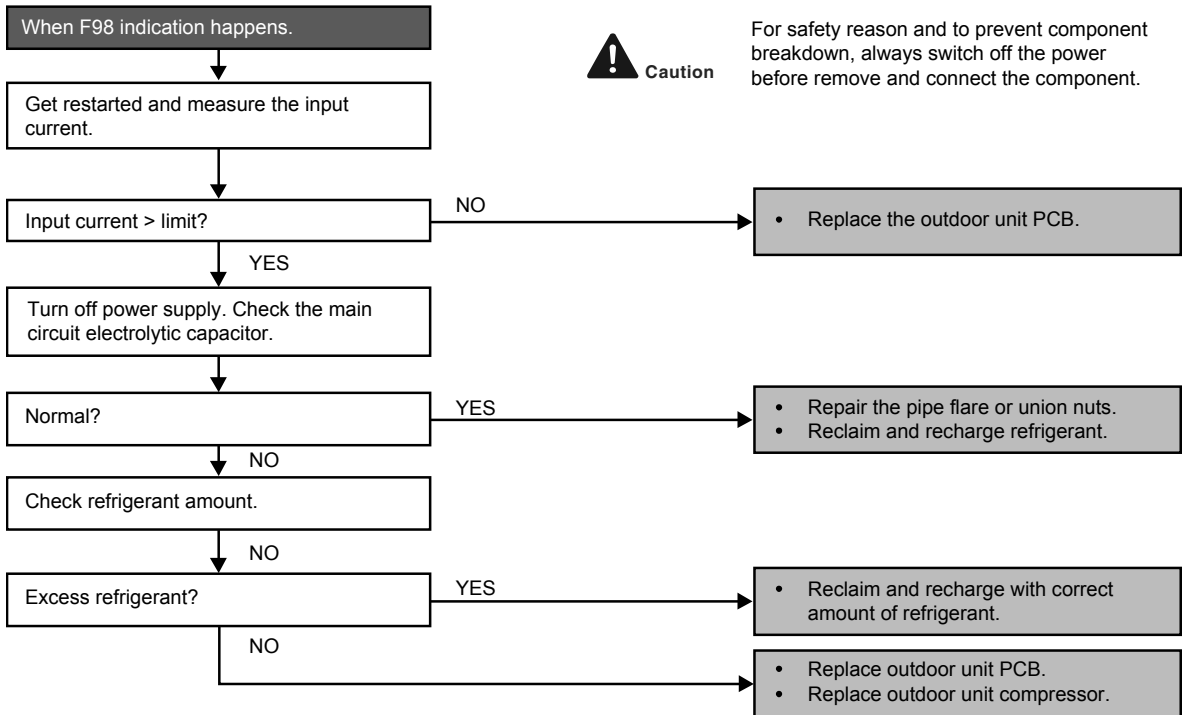 When F98 indication happens.
Caution
For safety reason and to prevent component
breakdown, always switch off the power
before remove and connect the component.
Get restarted and measure the input
current.
Input current > limit?
NO
• Replace the outdoor unit PCB.
YES
Turn off power supply. Check the main
circuit electrolytic capacitor.
Normal?
YES
• Repair the pipe flare or union nuts.
• Reclaim and recharge refrigerant.
NO
Check refrigerant amount.
NO
Excess refrigerant?
YES
• Reclaim and recharge with correct
amount of refrigerant.
NO
• Replace outdoor unit PCB.
• Replace outdoor unit compressor.